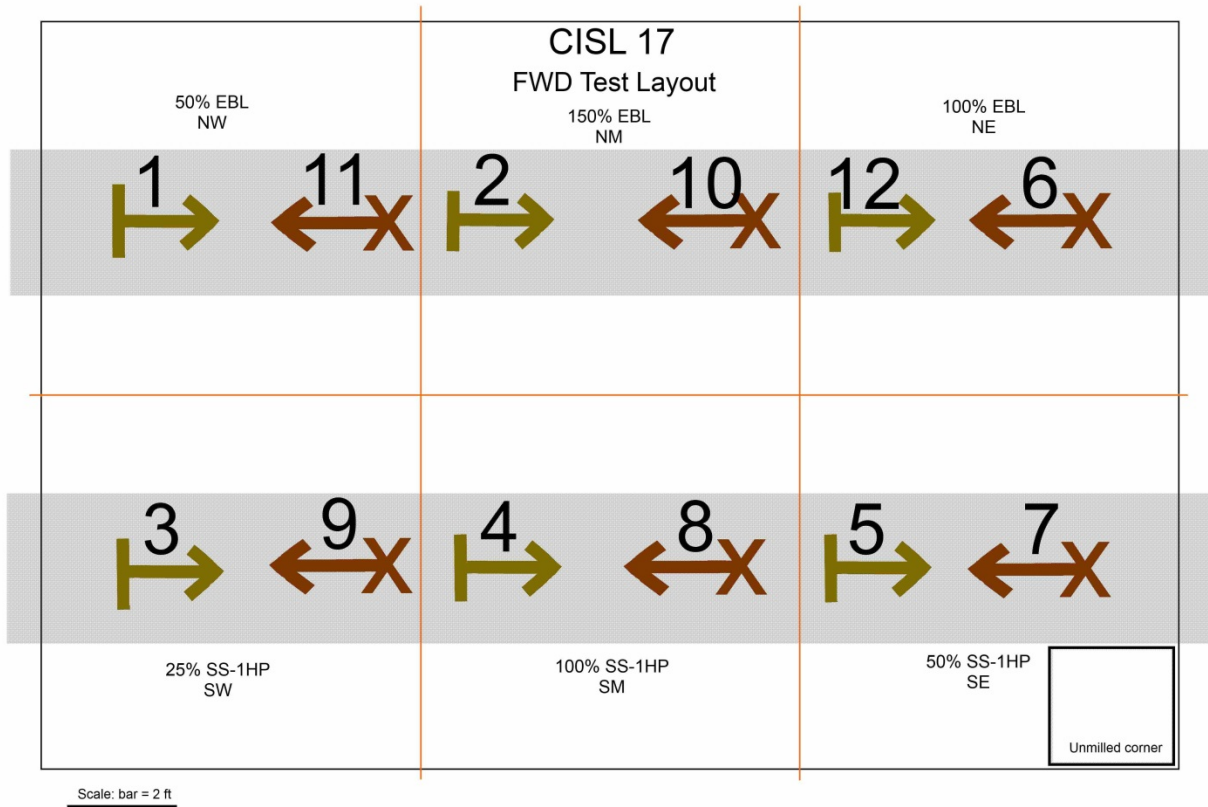 CISL 17
FWD Test Layout
50% EBL
NW
150% EBL
NM
100% EBL
NE
1
11
2
10
12
6
3
9
4
8
5
7
25% SS-1HP
SW
100% SS-1HP
SM
50% SS-1HP
SE
Unmilled corner
Scale: bar = 2 ft